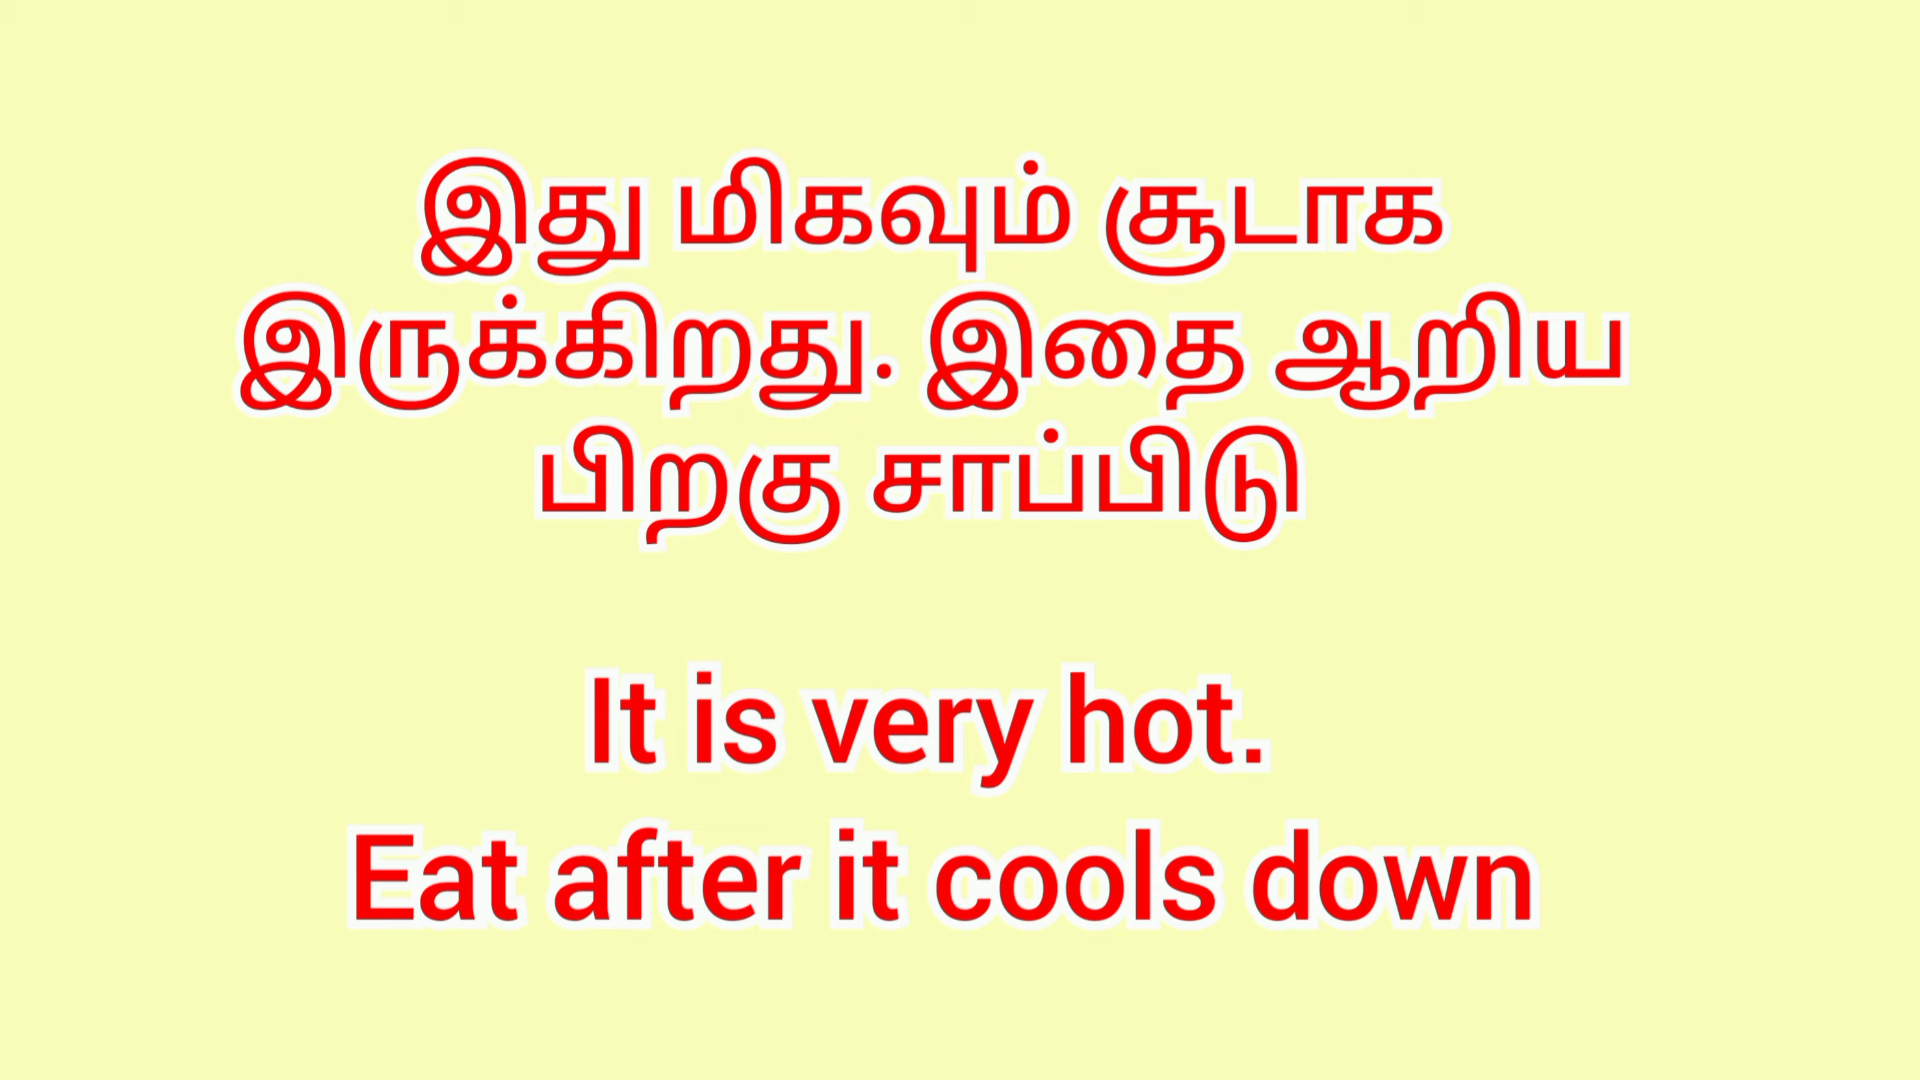 இது மிகவும் சூடாக
இருக்கிறது. இதை ஆறிய
பிறகு சாப்பிடு
It is very hot.
Eat after it cools down